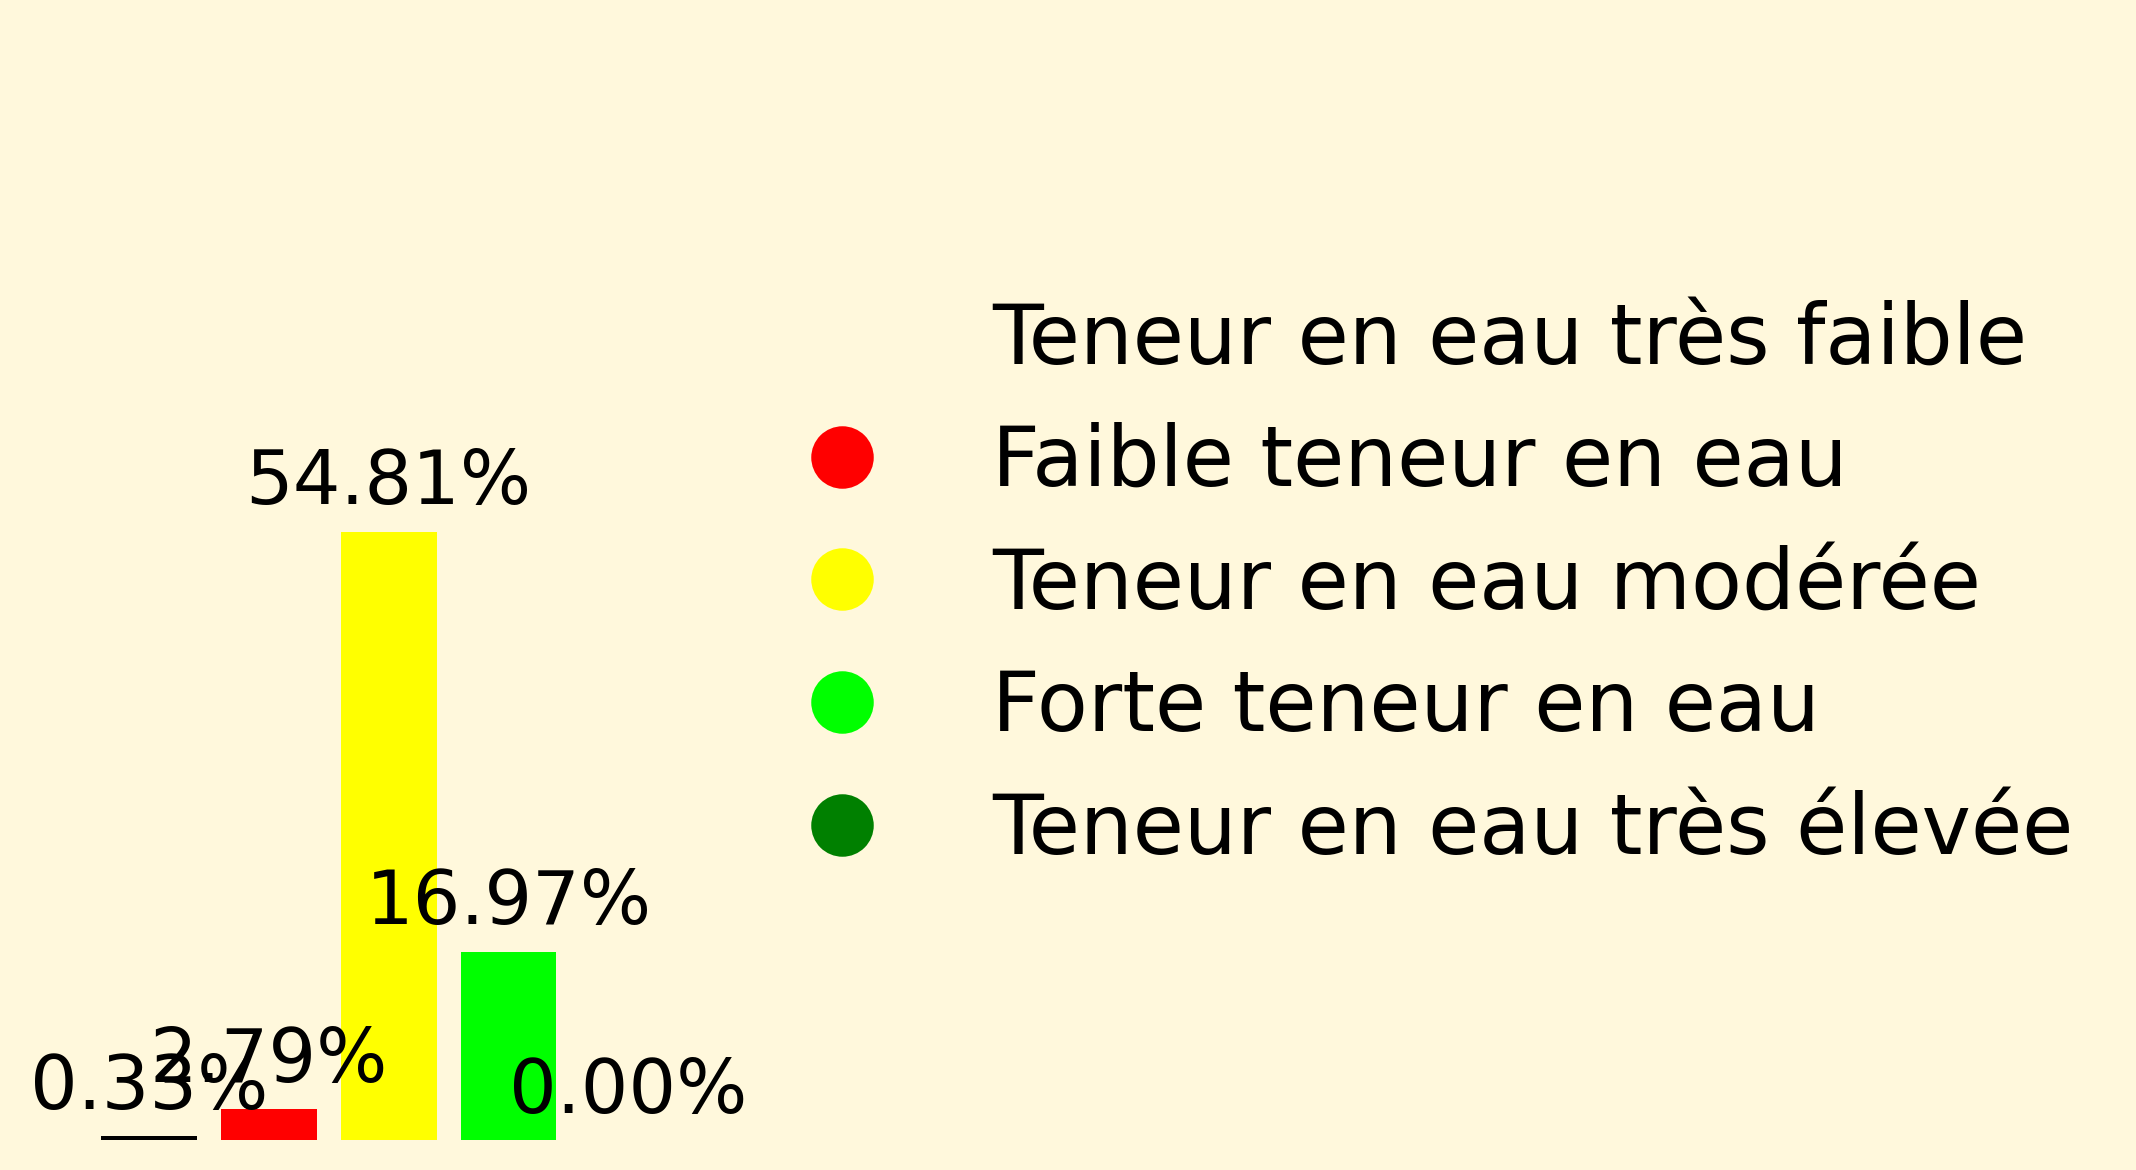 Teneur en eau très faible
Faible teneur en eau
54.81%
Teneur en eau modérée
Forte teneur en eau
Teneur en eau très élevée
16.97%
2.79%
0.33%
0.00%